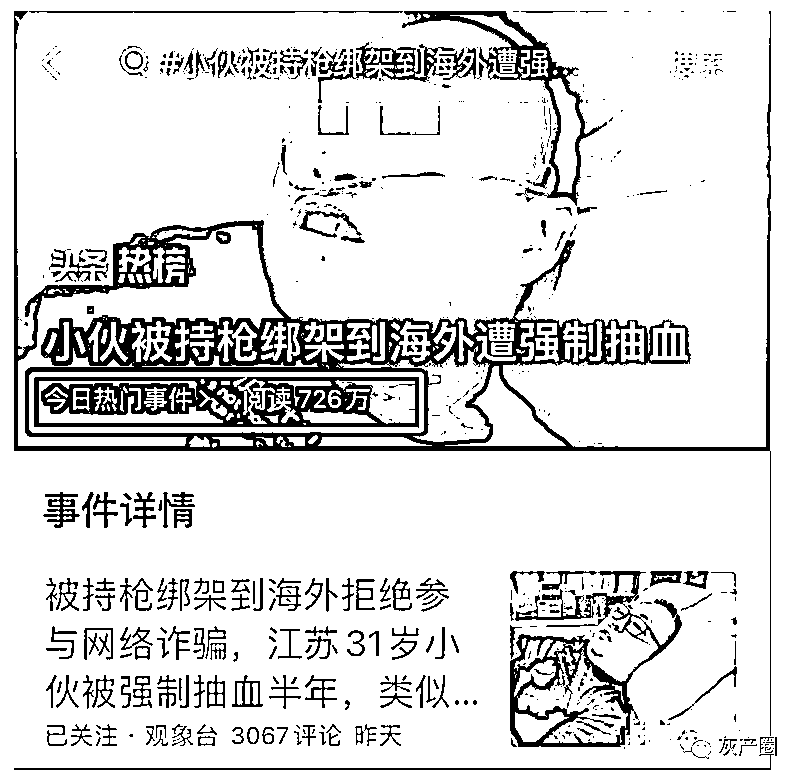 #小伙被持枪绑架到海外遭强... 搜索
头条热榜
小伙被持枪绑架到海外遭强制抽血
今日热门事件 阅读726万
事件详情
被持枪绑架到海外拒绝参
与网络诈骗，江苏31岁小
伙被强制抽血半年，类似...
已关注·观象台 3067评论 昨天
灰产圈